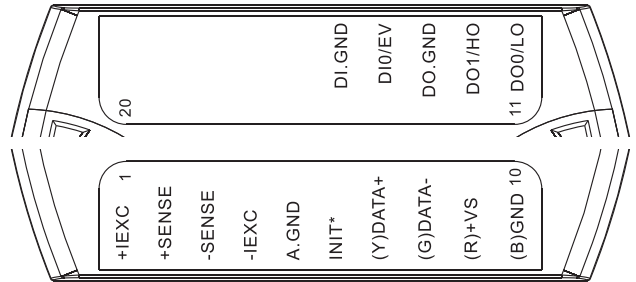 DI.GND
DI0/EV
DO.GND
DO1/HO
DO0/LO
20
11
1
10
+IEXC
+SENSE
-SENSE
-IEXC
A.GND
INIT*
(Y)DATA+
(G)DATA-
(R)+VS
(B)GND